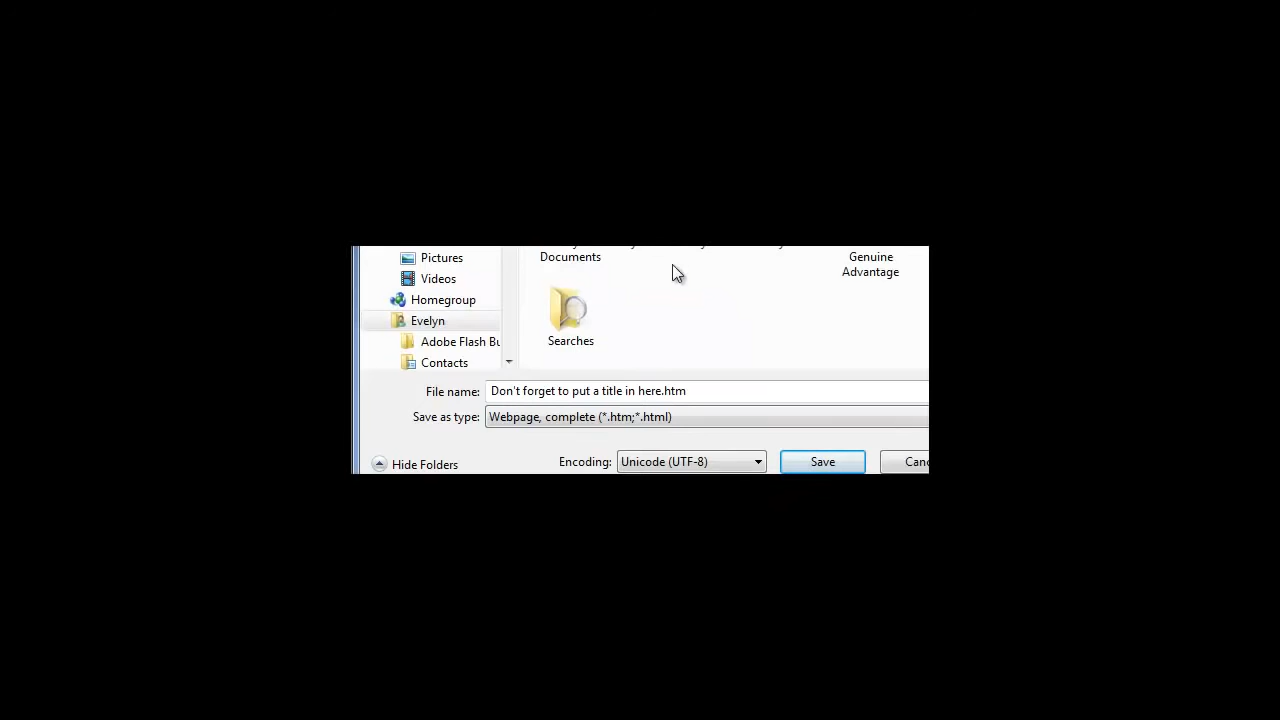 Pictures
Videos
Homegroup
Evelyn
Adobe Flash Bu
Contacts
Documents
Genuine
Advantage
Searches
File name: Don't forget to put a title in here.htm
Save as type: Webpage, complete (*.htm;*.html)
Hide Folders
Encoding: Unicode (UTF-8)
Save
Canc